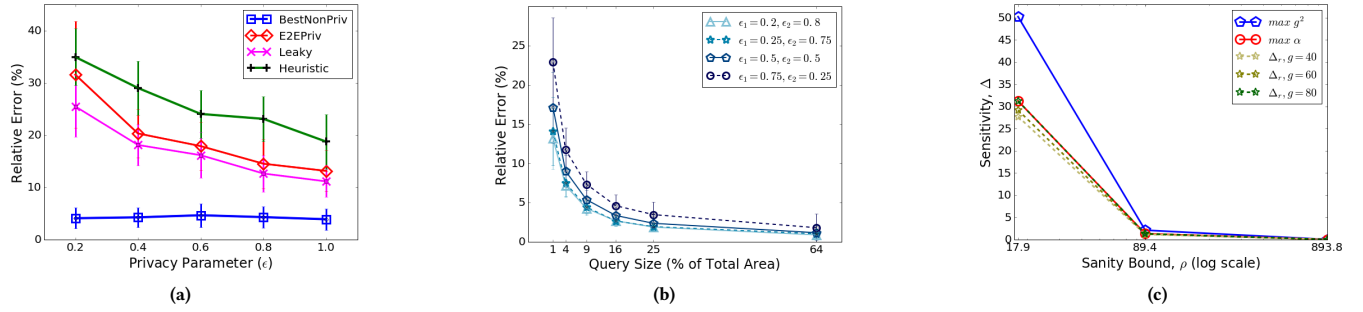 BestNonPriv
E2EPriv
Leaky
Heuristic
Relative Error (%)
40
30
20
10
0
0.2 0.4 0.6 0.8 1.0
Privacy Parameter (ϵ)
(a)
ϵ1 = 0.2, ϵ2 = 0.8
ϵ1 = 0.25, ϵ2 = 0.75
ϵ1 = 0.5, ϵ2 = 0.5
ϵ1 = 0.75, ϵ2 = 0.25
Relative Error (%)
25
20
15
10
5
0
1 4 9 16 25 64
Query Size (% of Total Area)
(b)
max g²
max α
Δr, g = 40
Δr, g = 60
Δr, g = 80
Sensitivity, Δ
50
45
40
35
30
25
20
15
10
5
0
17.9 89.4 893.8
Sanity Bound, ρ (log scale)
(c)